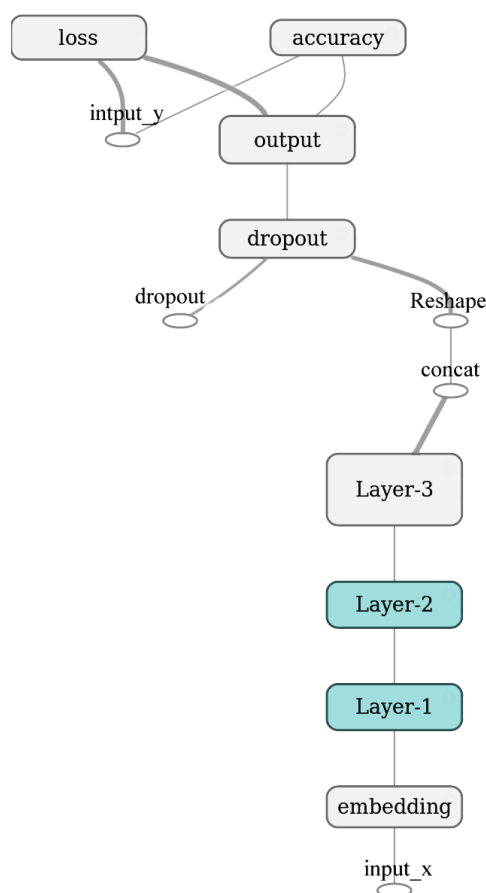 loss
accuracy
intput_y
output
dropout
dropout
Reshape
concat
Layer-3
Layer-2
Layer-1
embedding
input_x